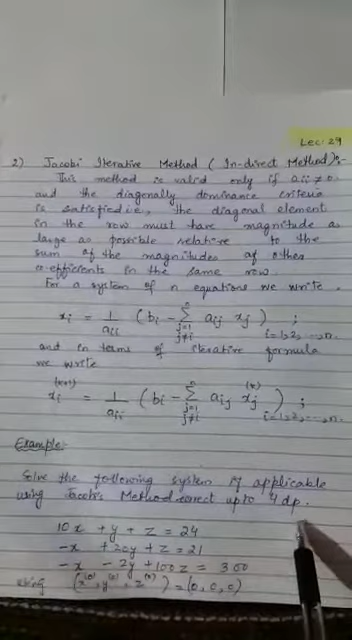 Lec: 29
2) Jacobi Iterative Method (In-direct Method):-
This method is valid only if aii ≠ 0.
and the diagonally dominance criteria
is satisfied i.e., the diagonal element
in the row must have magnitude as
large as possible relative to the
sum of the magnitudes of other
co-efficients in the same row.
For a system of n equations we write.
xi = 1/aii (bi - Σ_{j=1, j≠i}^{n} aij xj) ; i=1,2,...,n.
and in terms of iterative formula
we write
xi^(k+1) = 1/aii (bi - Σ_{j=1, j≠i}^{n} aij xj^(k)) ; i=1,2,...,n.
Example:-
Solve the following system if applicable
using Jacobi's Method correct upto 4 dp.
10x + y + z = 24
-x + 20y + z = 21
-x - 2y + 100z = 300
using (x^(0), y^(0), z^(0)) = (0, 0, 0)